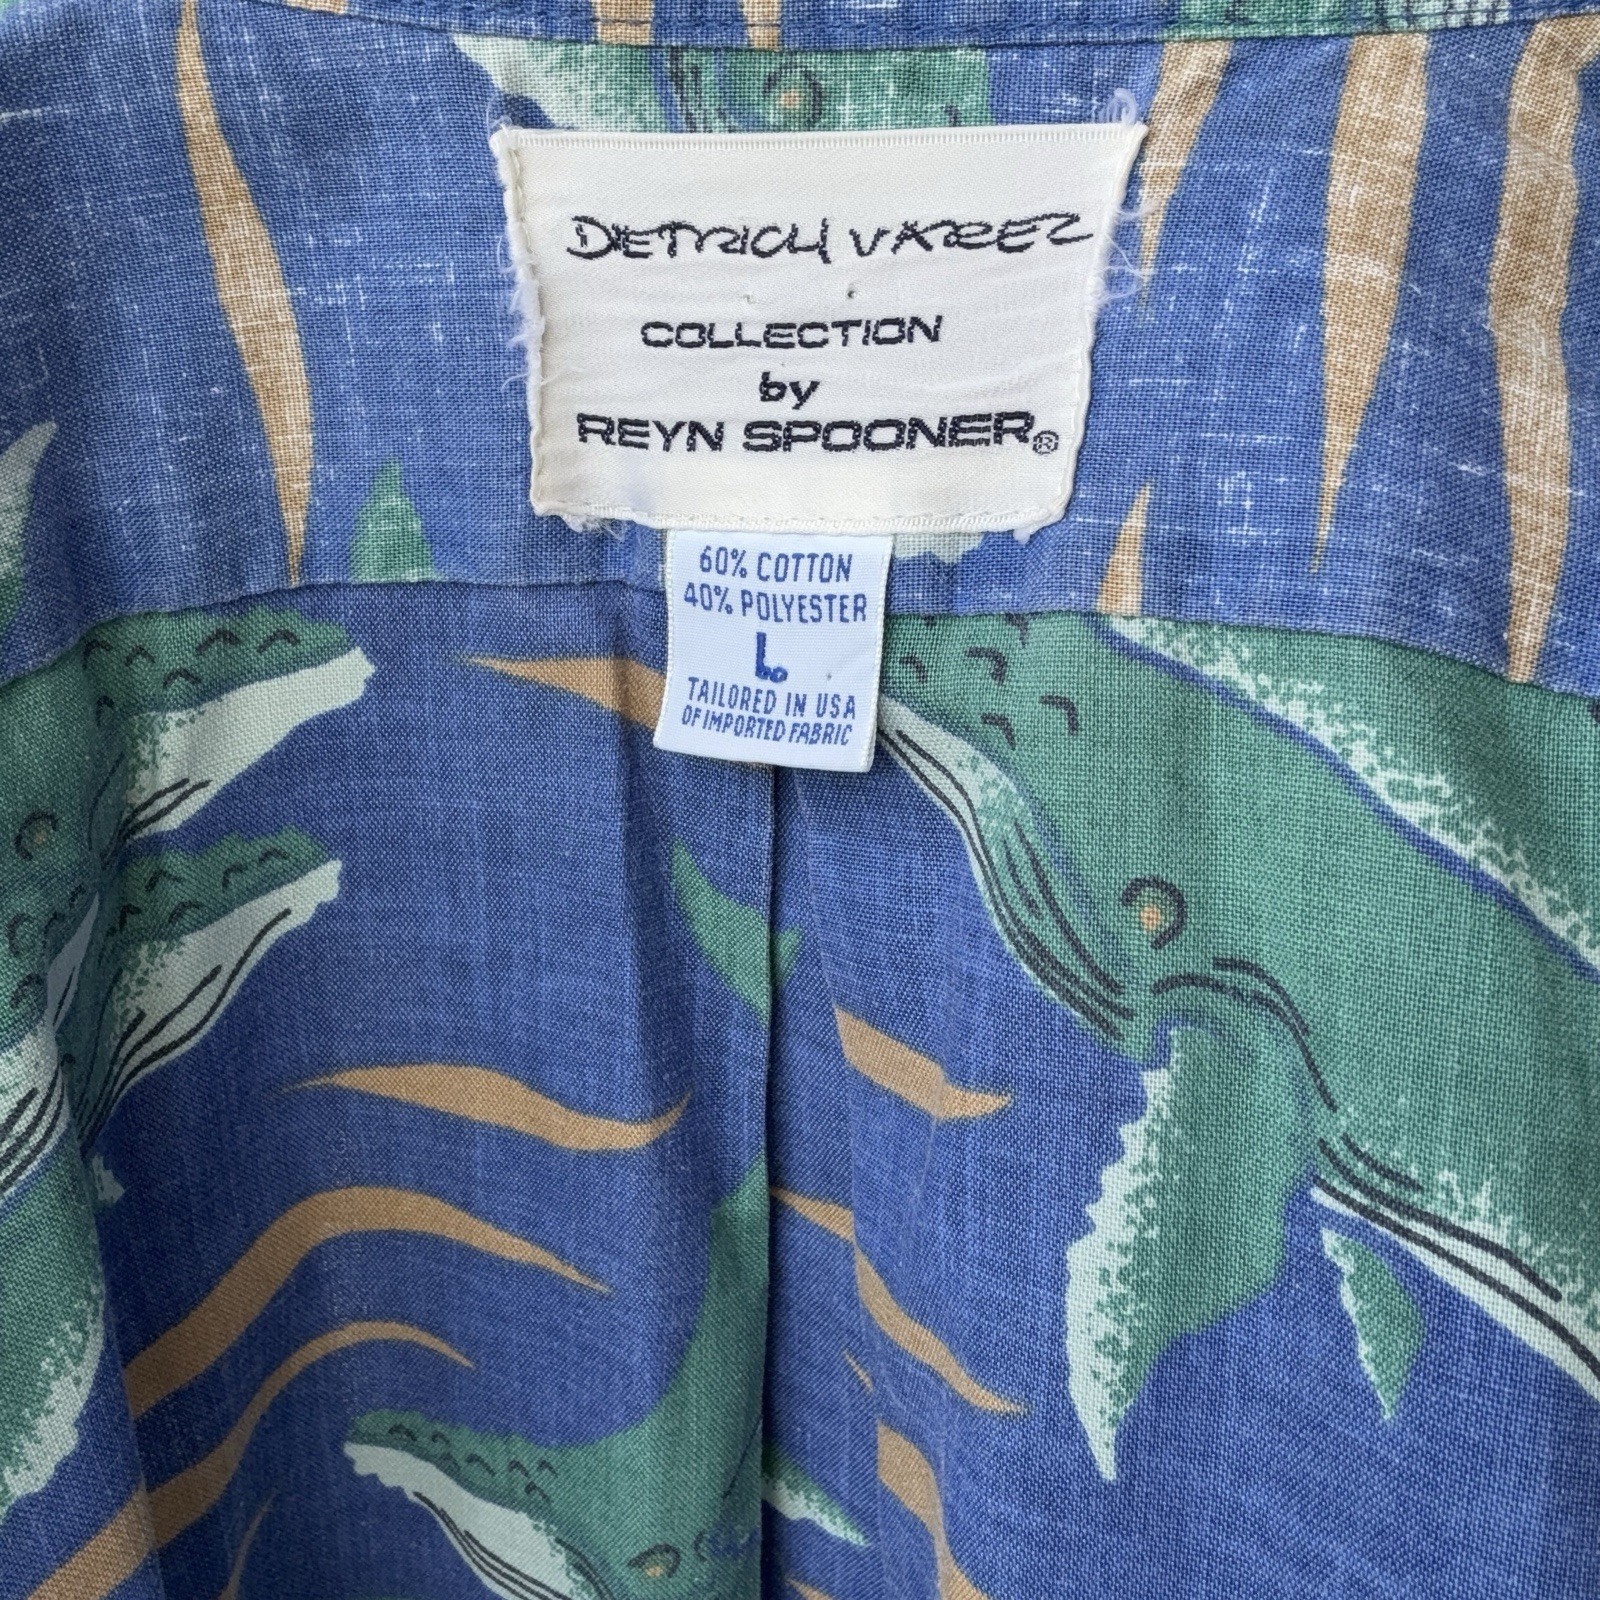 DIETRICH VAREZ
COLLECTION
by
REYN SPOONER®
60% COTTON
40% POLYESTER
L
TAILORED IN USA
OF IMPORTED FABRIC